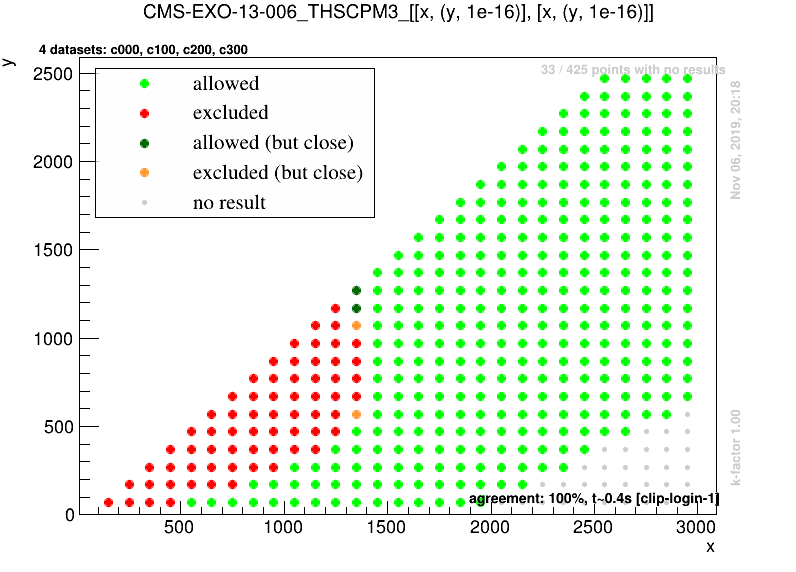 CMS-EXO-13-006_THSCPM3_[[x, (y, 1e-16)], [x, (y, 1e-16)]]
4 datasets: c000, c100, c200, c300
y
33 / 425 points with no results
allowed
excluded
allowed (but close)
excluded (but close)
no result
2500
2000
1500
1000
500
0
Nov 06, 2019, 20:18
k-factor 1.00
agreement: 100%, t~0.4s [clip-login-1]
500 1000 1500 2000 2500 3000
x